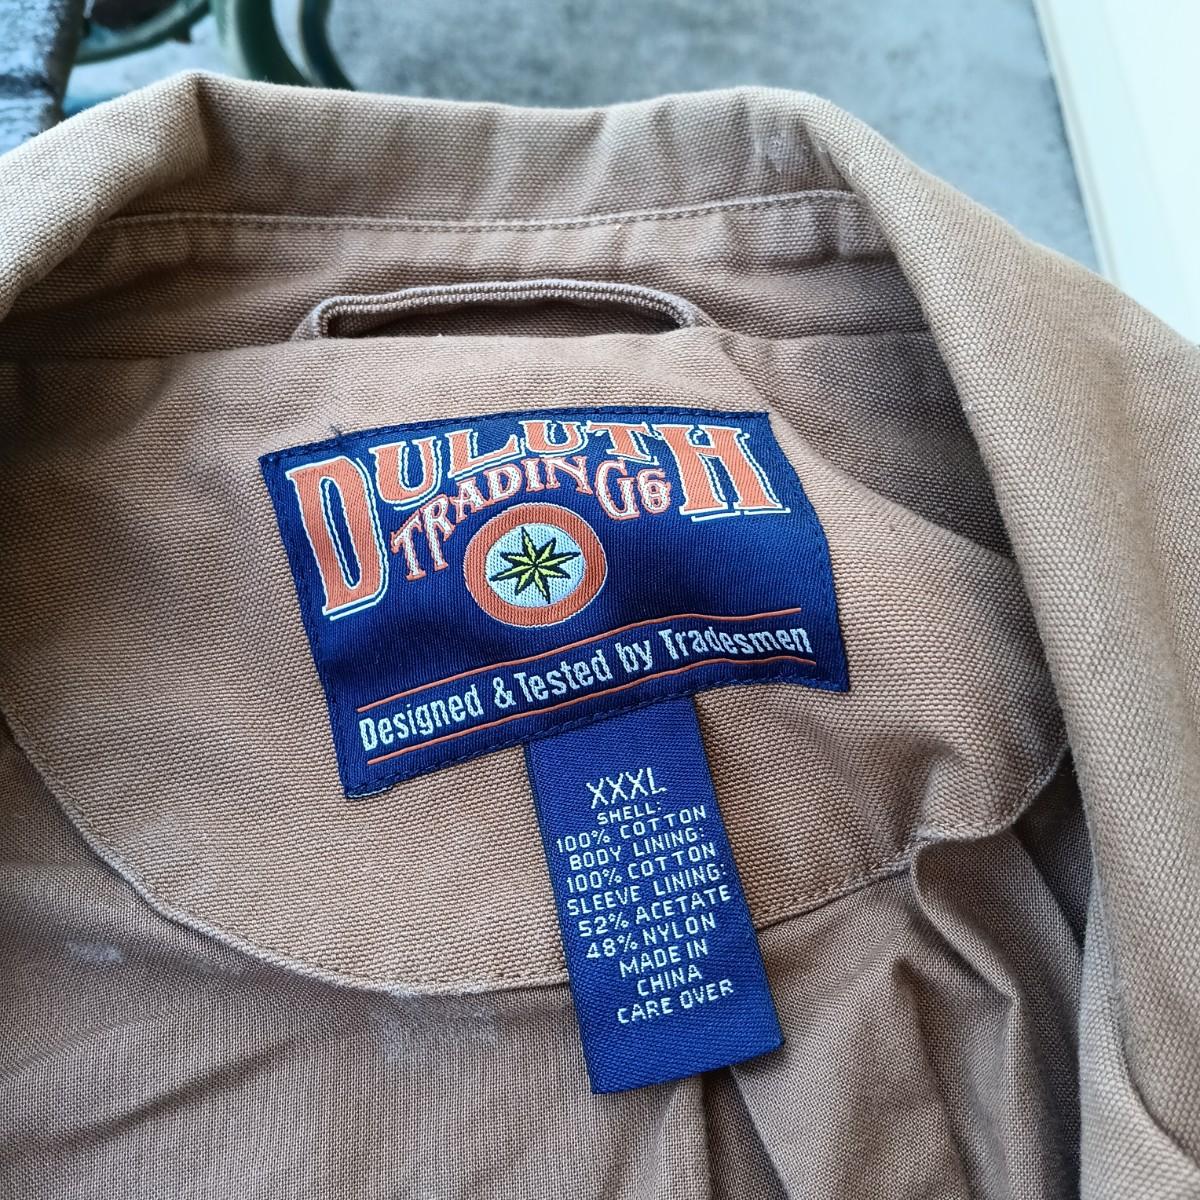 DULUTH
TRADING Co
Designed & Tested by Tradesmen
XXXL
SHELL:
100% COTTON
BODY LINING:
100% COTTON
SLEEVE LINING:
52% ACETATE
48% NYLON
MADE IN
CHINA
CARE OVER